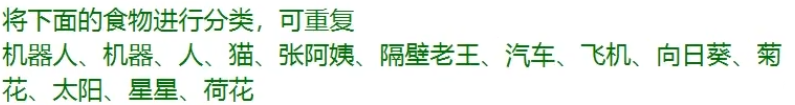 将下面的食物进行分类，可重复
机器人、机器、人、猫、张阿姨、隔壁老王、汽车、飞机、向日葵、菊
花、太阳、星星、荷花